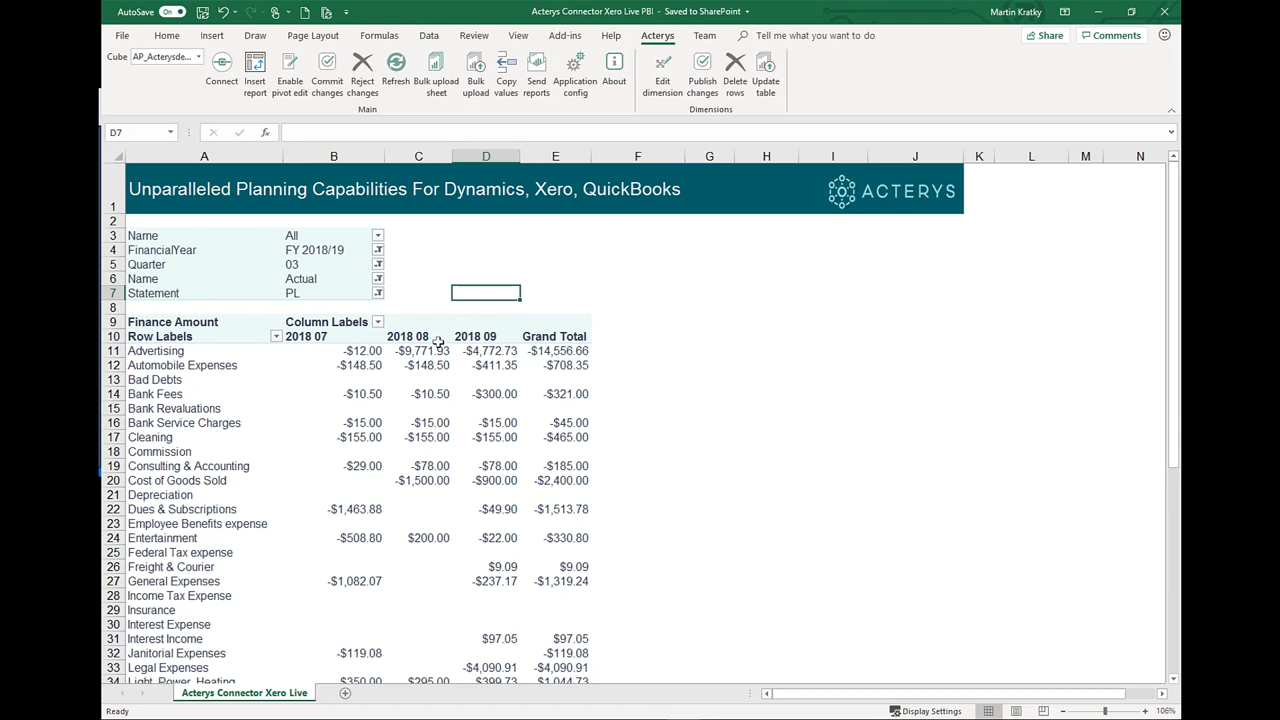 AutoSave On Acterys Connector Xero Live PBI - Saved to SharePoint Martin Kratky
File Home Insert Draw Page Layout Formulas Data Review View Add-ins Help Acterys Team Tell me what you want to do Share Comments
Cube AP_Acterysde...
Connect Insert report Enable pivot edit Commit changes Reject changes Refresh Bulk upload sheet Bulk upload Copy values Send reports Application config About Edit dimension Publish changes Delete rows Update table
Main Dimensions
D7 fx
A B C D E F G H I J K L M N
1 Unparalleled Planning Capabilities For Dynamics, Xero, QuickBooks ACTERYS
2
3 Name All
4 FinancialYear FY 2018/19
5 Quarter 03
6 Name Actual
7 Statement PL
8
9 Finance Amount Column Labels
10 Row Labels 2018 07 2018 08 2018 09 Grand Total
11 Advertising -$12.00 -$9,771.93 -$4,772.73 -$14,556.66
12 Automobile Expenses -$148.50 -$148.50 -$411.35 -$708.35
13 Bad Debts
14 Bank Fees -$10.50 -$10.50 -$300.00 -$321.00
15 Bank Revaluations
16 Bank Service Charges -$15.00 -$15.00 -$15.00 -$45.00
17 Cleaning -$155.00 -$155.00 -$155.00 -$465.00
18 Commission
19 Consulting & Accounting -$29.00 -$78.00 -$78.00 -$185.00
20 Cost of Goods Sold -$1,500.00 -$900.00 -$2,400.00
21 Depreciation
22 Dues & Subscriptions -$1,463.88 -$49.90 -$1,513.78
23 Employee Benefits expense
24 Entertainment -$508.80 $200.00 -$22.00 -$330.80
25 Federal Tax expense
26 Freight & Courier $9.09 $9.09
27 General Expenses -$1,082.07 -$237.17 -$1,319.24
28 Income Tax Expense
29 Insurance
30 Interest Expense
31 Interest Income $97.05 $97.05
32 Janitorial Expenses -$119.08 -$119.08
33 Legal Expenses -$4,090.91 -$4,090.91
34 Light, Power, Heating -$350.00 -$295.00 -$399.73 -$1,044.73
Acterys Connector Xero Live
Ready Display Settings 106%